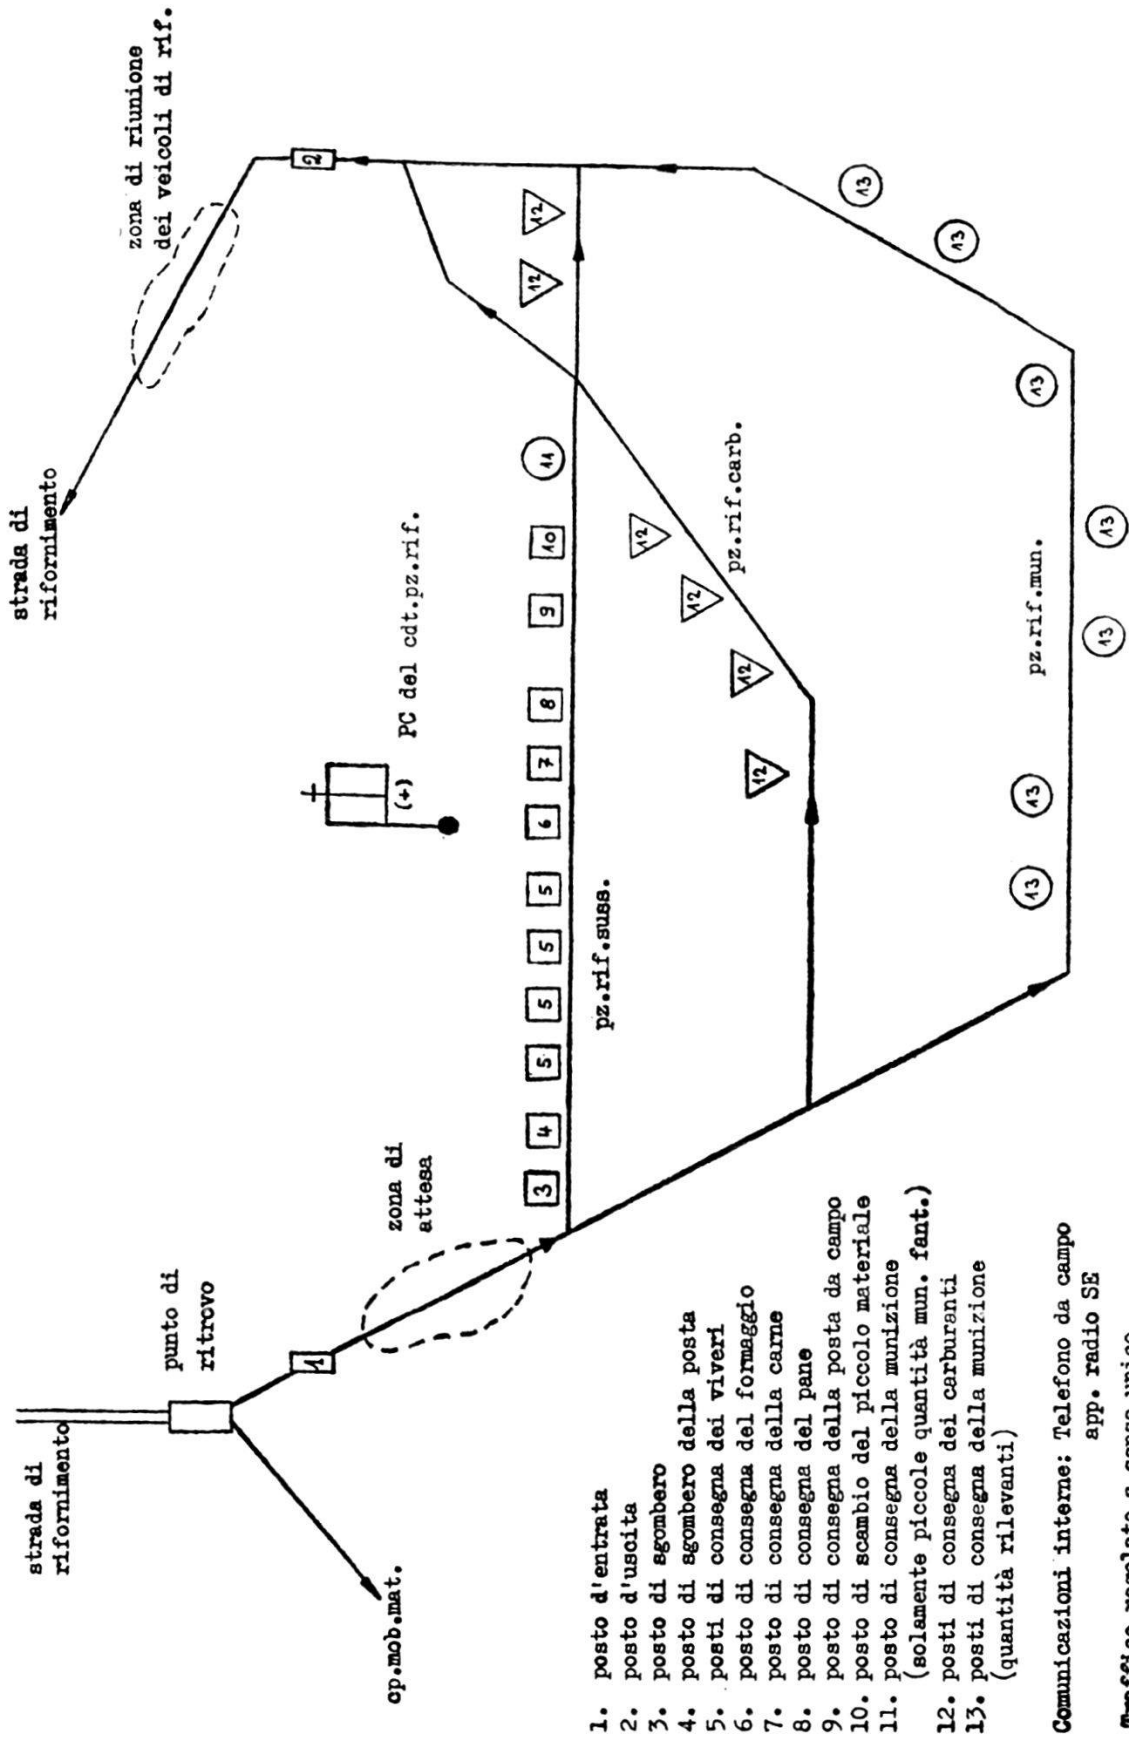 strada di
rifornimento
punto di
ritrovo
1
cp.mob.mat.
zona di
attesa
3
4
5
5
5
5
6
7
8
9
10
11
12
12
pz.rif.suss.
PC del cdt.pz.rif.
(+)
12
12
12
12
pz.rif.carb.
13
13
13
13
13
13
13
pz.rif.mun.
2
zona di riunione
dei veicoli di rif.
strada di
rifornimento
1. posto d'entrata
2. posto d'uscita
3. posto di sgombero
4. posto di sgombero della posta
5. posti di consegna dei viveri
6. posto di consegna del formaggio
7. posto di consegna della carne
8. posto di consegna del pane
9. posto di consegna della posta da campo
10. posto di scambio del piccolo materiale
11. posto di consegna della munizione
(solamente piccole quantità mun. fant.)
12. posti di consegna dei carburanti
13. posti di consegna della munizione
(quantità rilevanti)
Comunicazioni interne: Telefono da campo
app. radio SE
Traffico regolato a senso unico